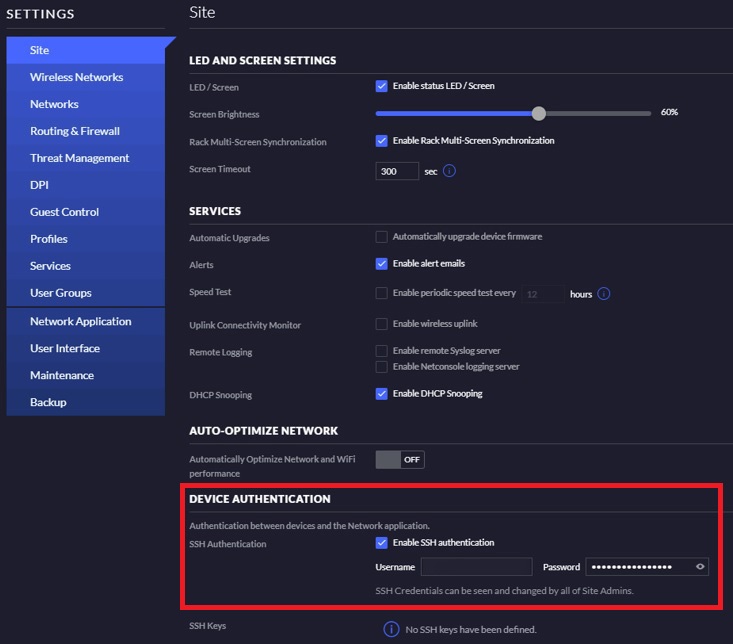 SETTINGS
Site
Wireless Networks
Networks
Routing & Firewall
Threat Management
DPI
Guest Control
Profiles
Services
User Groups
Network Application
User Interface
Maintenance
Backup
Site
LED AND SCREEN SETTINGS
LED / Screen Enable status LED / Screen
Screen Brightness 60%
Rack Multi-Screen Synchronization Enable Rack Multi-Screen Synchronization
Screen Timeout 300 sec
SERVICES
Automatic Upgrades Automatically upgrade device firmware
Alerts Enable alert emails
Speed Test Enable periodic speed test every 12 hours
Uplink Connectivity Monitor Enable wireless uplink
Remote Logging Enable remote Syslog server
Enable Netconsole logging server
DHCP Snooping Enable DHCP Snooping
AUTO-OPTIMIZE NETWORK
Automatically Optimize Network and WiFi
performance OFF
DEVICE AUTHENTICATION
Authentication between devices and the Network application.
SSH Authentication Enable SSH authentication
Username Password ••••••••••••••••
SSH Credentials can be seen and changed by all of Site Admins.
SSH Keys No SSH keys have been defined.